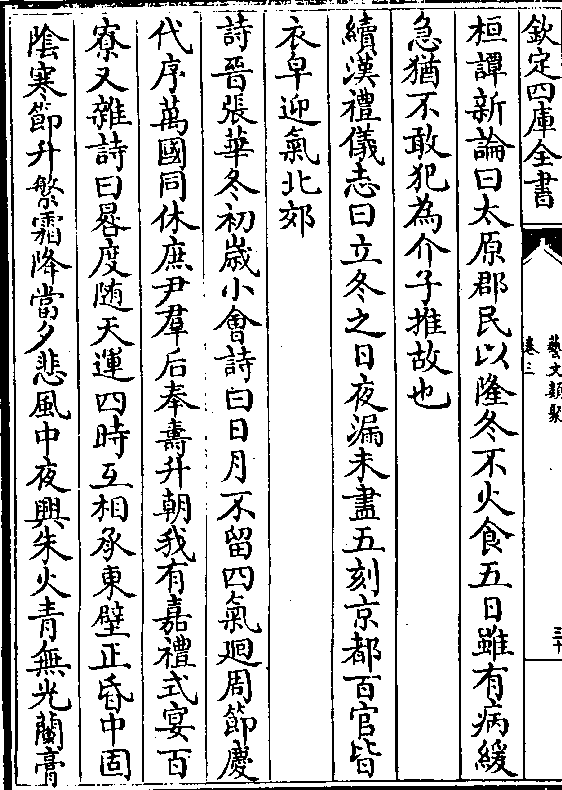 欽定四庫全書
藝文類聚
卷三
三十
桓譚新論曰太原郡民以隆冬不火食五日雖有病緩
急猶不敢犯為介子推故也
續漢禮儀志曰立冬之日夜漏未盡五刻京都百官皆
衣皁迎氣北郊
詩晉張華冬初歲小會詩曰日月不留四氣廻周節慶
代序萬國同休庶尹羣后奉壽升朝我有嘉禮式宴百
寮又雜詩曰晷度随天運四時互相承東壁正昏中固
陰寒節升繁霜降當夕悲風中夜興朱火青無光蘭膏